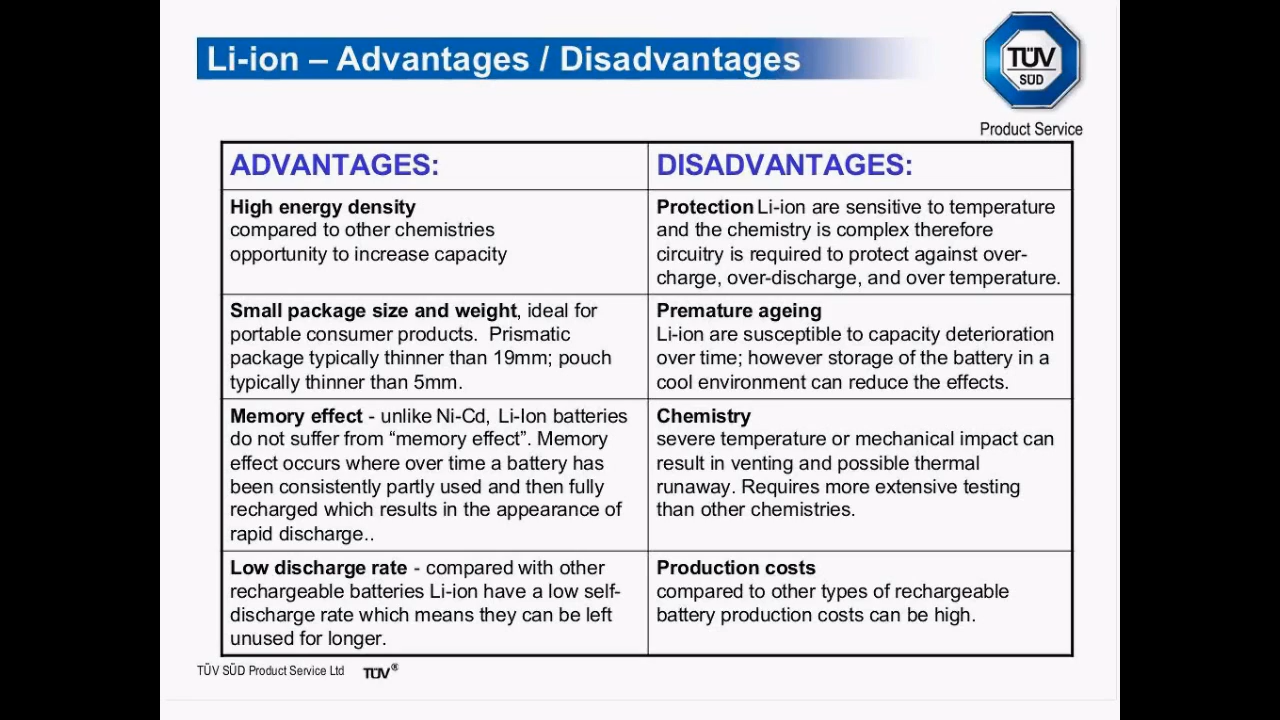 Li-ion – Advantages / Disadvantages
TÜV
SÜD
Product Service
ADVANTAGES:
DISADVANTAGES:
High energy density
compared to other chemistries
opportunity to increase capacity
Protection Li-ion are sensitive to temperature
and the chemistry is complex therefore
circuitry is required to protect against over-
charge, over-discharge, and over temperature.
Small package size and weight, ideal for
portable consumer products.  Prismatic
package typically thinner than 19mm; pouch
typically thinner than 5mm.
Premature ageing
Li-ion are susceptible to capacity deterioration
over time; however storage of the battery in a
cool environment can reduce the effects.
Memory effect - unlike Ni-Cd, Li-Ion batteries
do not suffer from “memory effect”. Memory
effect occurs where over time a battery has
been consistently partly used and then fully
recharged which results in the appearance of
rapid discharge..
Chemistry
severe temperature or mechanical impact can
result in venting and possible thermal
runaway. Requires more extensive testing
than other chemistries.
Low discharge rate - compared with other
rechargeable batteries Li-ion have a low self-
discharge rate which means they can be left
unused for longer.
Production costs
compared to other types of rechargeable
battery production costs can be high.
TÜV SÜD Product Service Ltd TÜV®